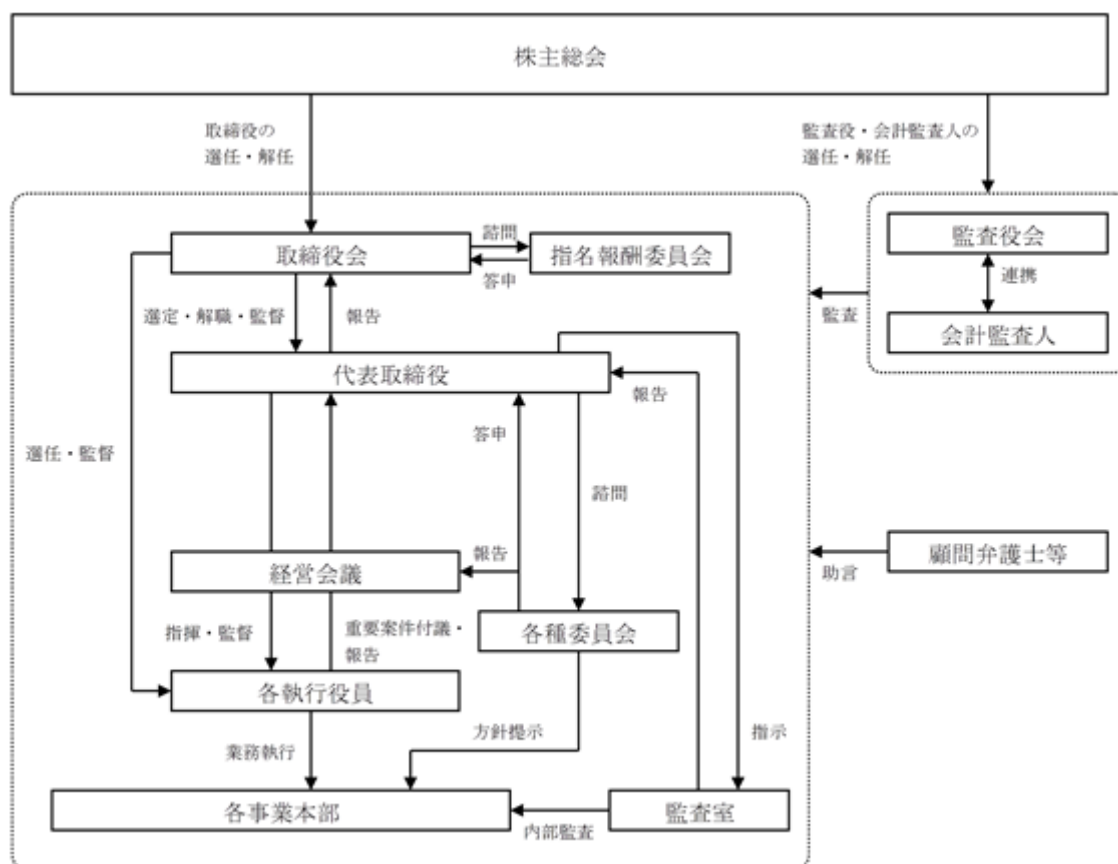 株主総会
取締役の
選任・解任
監査役・会計監査人の
選任・解任
取締役会
諮問
答申
指名報酬委員会
監査役会
連携
会計監査人
監査
選定・解職・監督
報告
代表取締役
報告
選任・監督
答申
諮問
経営会議
報告
顧問弁護士等
助言
指揮・監督
重要案件付議・
報告
各種委員会
各執行役員
業務執行
方針提示
指示
各事業本部
内部監査
監査室